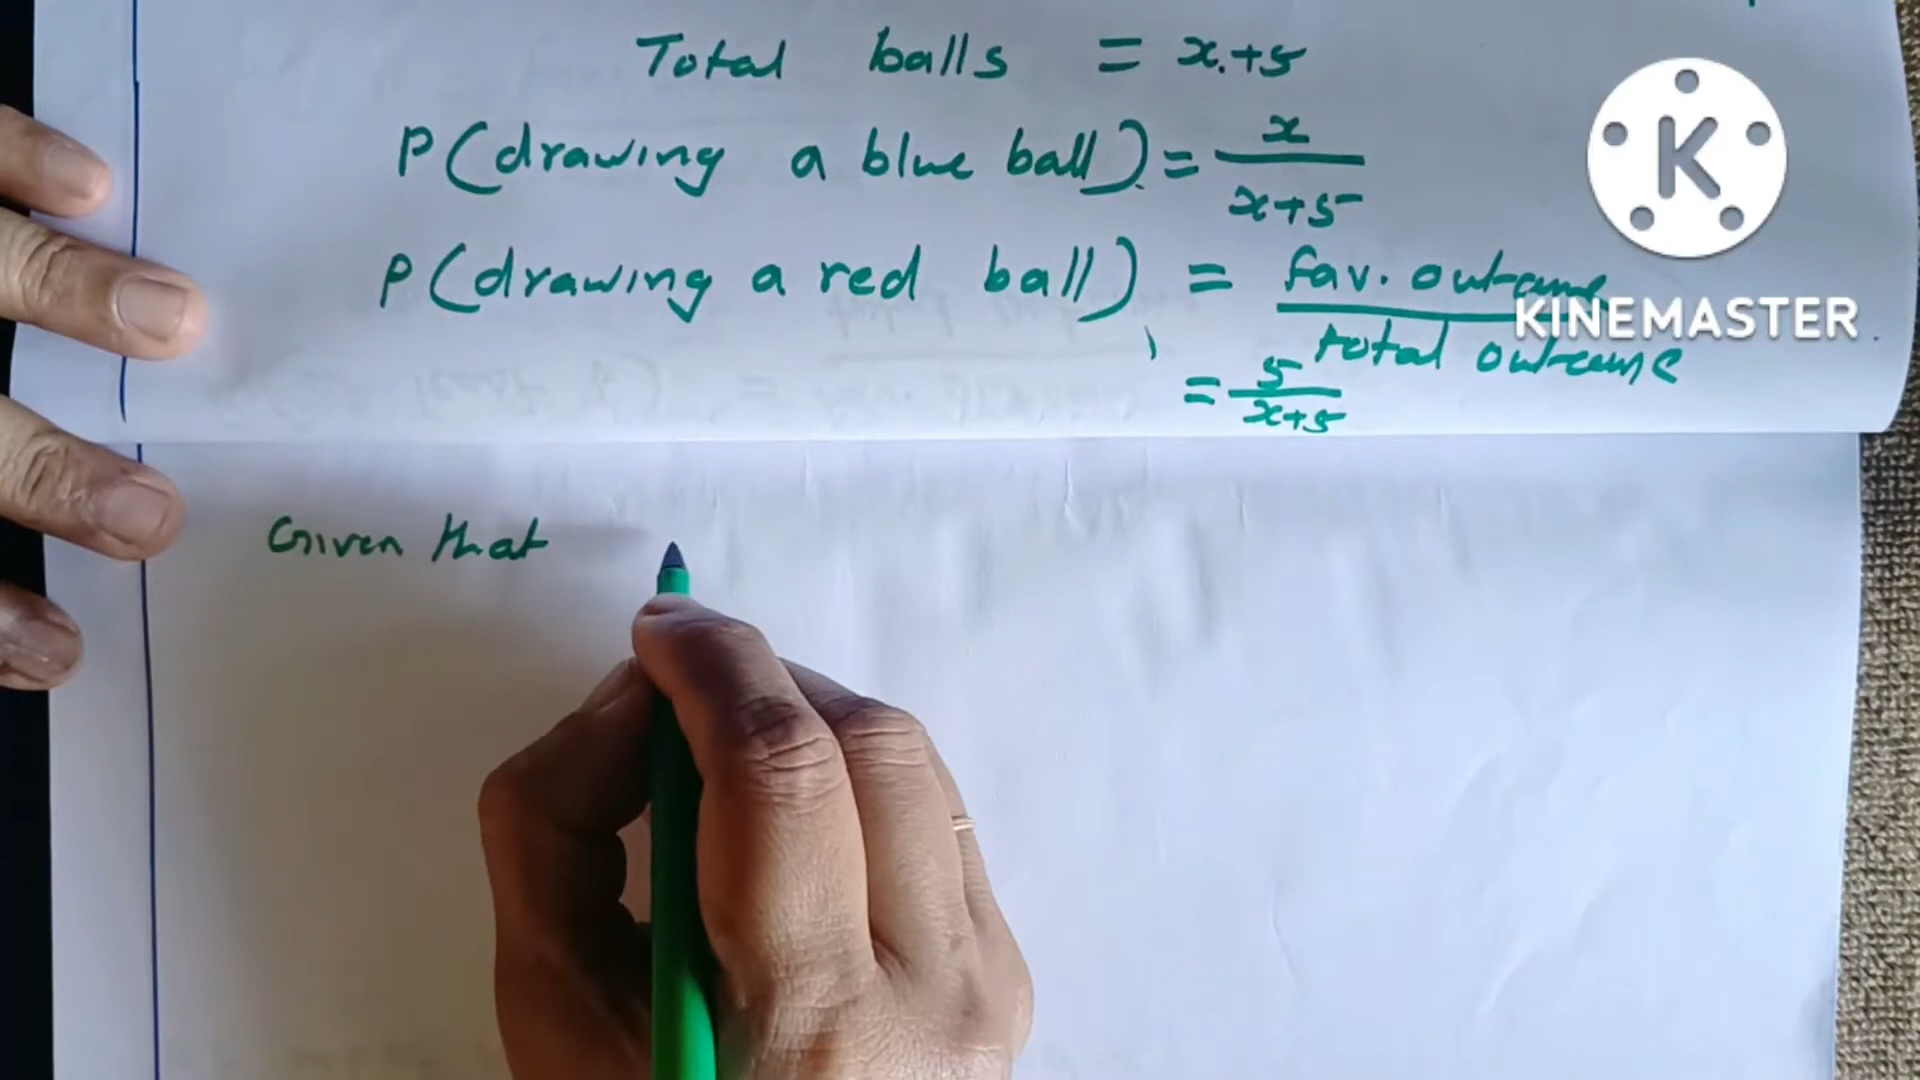 Total balls = x+5
P(drawing a blue ball) = x/x+5
P(drawing a red ball) = fav. outcome/total outcome
= 5/x+5
Given that
K
KINEMASTER